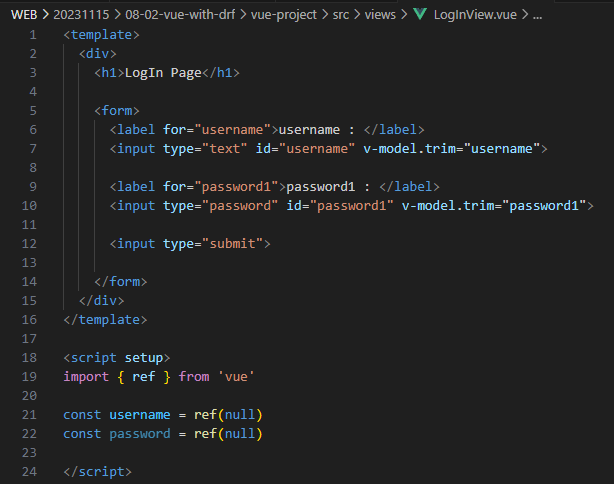 WEB > 20231115 > 08-02-vue-with-drf > vue-project > src > views > LogInView.vue > ...
1 <template>
2 <div>
3 <h1>LogIn Page</h1>
4
5 <form>
6 <label for="username">username : </label>
7 <input type="text" id="username" v-model.trim="username">
8
9 <label for="password1">password1 : </label>
10 <input type="password" id="password1" v-model.trim="password1">
11
12 <input type="submit">
13
14 </form>
15 </div>
16 </template>
17
18 <script setup>
19 import { ref } from 'vue'
20
21 const username = ref(null)
22 const password = ref(null)
23
24 </script>